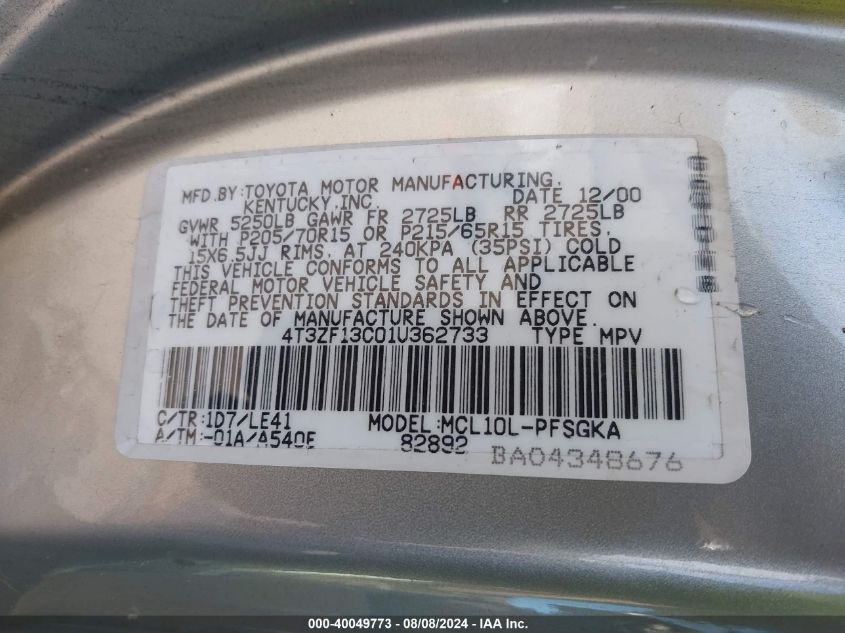 MFD.BY:TOYOTA MOTOR MANUFACTURING,
KENTUCKY,INC. DATE 12/00
GVWR 5250LB GAWR FR 2725LB RR 2725LB
WITH P205/70R15 OR P215/65R15 TIRES,
15X6.5JJ RIMS, AT 240KPA (35PSI) COLD
THIS VEHICLE CONFORMS TO ALL APPLICABLE
FEDERAL MOTOR VEHICLE SAFETY AND
THEFT PREVENTION STANDARDS IN EFFECT ON
THE DATE OF MANUFACTURE SHOWN ABOVE.
4T3ZF13C01U362733 TYPE MPV
C/TR:1D7/LE41 MODEL:MCL10L-PFSGKA
A/TM:-01A/A540E 82892 BA04348676
000-40049773 - 08/08/2024 - WWW.IAAI.COM